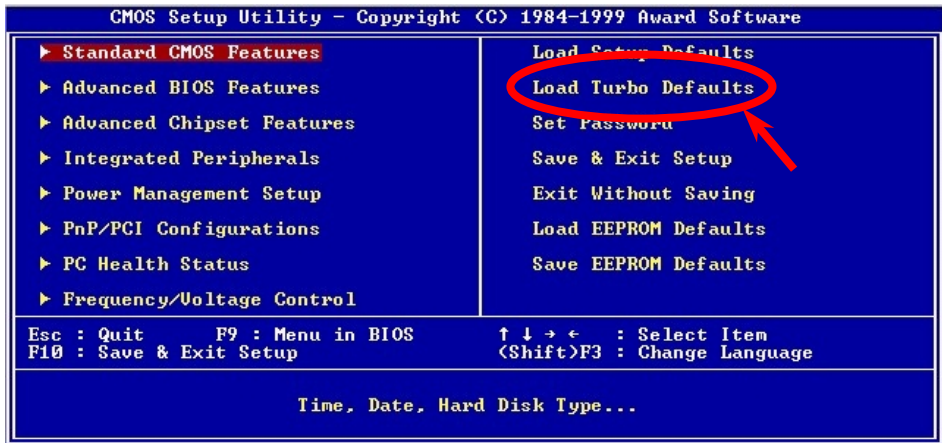 CMOS Setup Utility - Copyright (C) 1984-1999 Award Software
Standard CMOS Features
Advanced BIOS Features
Advanced Chipset Features
Integrated Peripherals
Power Management Setup
PnP/PCI Configurations
PC Health Status
Frequency/Voltage Control
Load Setup Defaults
Load Turbo Defaults
Set Password
Save & Exit Setup
Exit Without Saving
Load EEPROM Defaults
Save EEPROM Defaults
Esc : Quit F9 : Menu in BIOS ↑ ↓ → ← : Select Item
F10 : Save & Exit Setup (Shift)F3 : Change Language
Time, Date, Hard Disk Type...